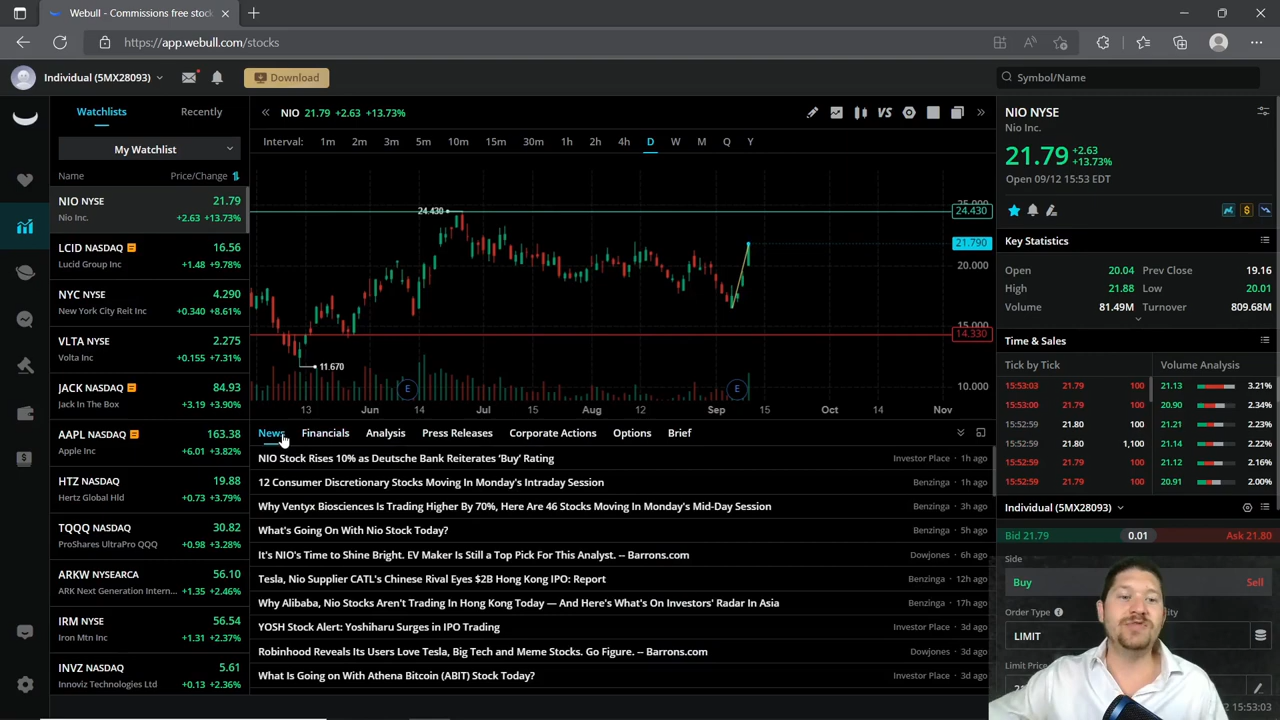 Webull - Commissions free stock
https://app.webull.com/stocks
Individual (5MX28093)
Download
Symbol/Name
Watchlists
Recently
My Watchlist
Name
Price/Change
NIO NYSE
21.79
Nio Inc.
+2.63 +13.73%
LCID NASDAQ
16.56
Lucid Group Inc
+1.48 +9.78%
NYC NYSE
4.290
New York City Reit Inc
+0.340 +8.61%
VLTA NYSE
2.275
Volta Inc
+0.155 +7.31%
JACK NASDAQ
84.93
Jack In The Box
+3.19 +3.90%
AAPL NASDAQ
163.38
Apple Inc
+6.01 +3.82%
HTZ NASDAQ
19.88
Hertz Global Hld
+0.73 +3.79%
TQQQ NASDAQ
30.82
ProShares UltraPro QQQ
+0.98 +3.28%
ARKW NYSEARCA
56.10
ARK Next Generation Intern...
+1.35 +2.46%
IRM NYSE
56.54
Iron Mtn Inc
+1.31 +2.37%
INVZ NASDAQ
5.61
Innoviz Technologies Ltd
+0.13 +2.36%
NIO 21.79 +2.63 +13.73%
VS
Interval: 1m 2m 3m 5m 10m 15m 30m 1h 2h 4h D W M Q Y
24.430
25.000
24.430
21.790
20.000
15.000
14.330
11.670
10.000
E
E
13 Jun 14 Jul 15 Aug 12 Sep 15 Oct 14 Nov
News Financials Analysis Press Releases Corporate Actions Options Brief
NIO Stock Rises 10% as Deutsche Bank Reiterates ‘Buy’ Rating
Investor Place · 1h ago
12 Consumer Discretionary Stocks Moving In Monday's Intraday Session
Benzinga · 1h ago
Why Ventyx Biosciences Is Trading Higher By 70%, Here Are 46 Stocks Moving In Monday's Mid-Day Session
Benzinga · 1h ago
What's Going On With Nio Stock Today?
Benzinga · 5h ago
It's NIO's Time to Shine Bright. EV Maker Is Still a Top Pick For This Analyst. -- Barrons.com
Dowjones · 6h ago
Tesla, Nio Supplier CATL's Chinese Rival Eyes $2B Hong Kong IPO: Report
Benzinga · 12h ago
Why Alibaba, Nio Stocks Aren't Trading In Hong Kong Today — And Here's What's On Investors' Radar In Asia
Benzinga · 17h ago
YOSH Stock Alert: Yoshiharu Surges in IPO Trading
Investor Place · 3d ago
Robinhood Reveals Its Users Love Tesla, Big Tech and Meme Stocks. Go Figure. -- Barrons.com
Dowjones · 3d ago
What Is Going on With Athena Bitcoin (ABIT) Stock Today?
Investor Place · 3d ago
NIO NYSE
Nio Inc.
21.79
+2.63
+13.73%
Open 09/12 15:53 EDT
Key Statistics
Open 20.04 Prev Close 19.16
High 21.88 Low 20.01
Volume 81.49M Turnover 809.68M
Time & Sales
Tick by Tick
Volume Analysis
15:53:03 21.79 100 21.13 3.21%
15:53:00 21.79 100 20.90 2.34%
15:52:59 21.80 100 21.21 2.23%
15:52:59 21.80 1,100 21.14 2.22%
15:52:59 21.79 100 21.12 2.16%
15:52:59 21.79 100 20.91 2.00%
Individual (5MX28093)
Bid 21.79
0.01
Ask 21.80
Side
Buy
Sell
Order Type
LIMIT
Limit Price
15:53:03